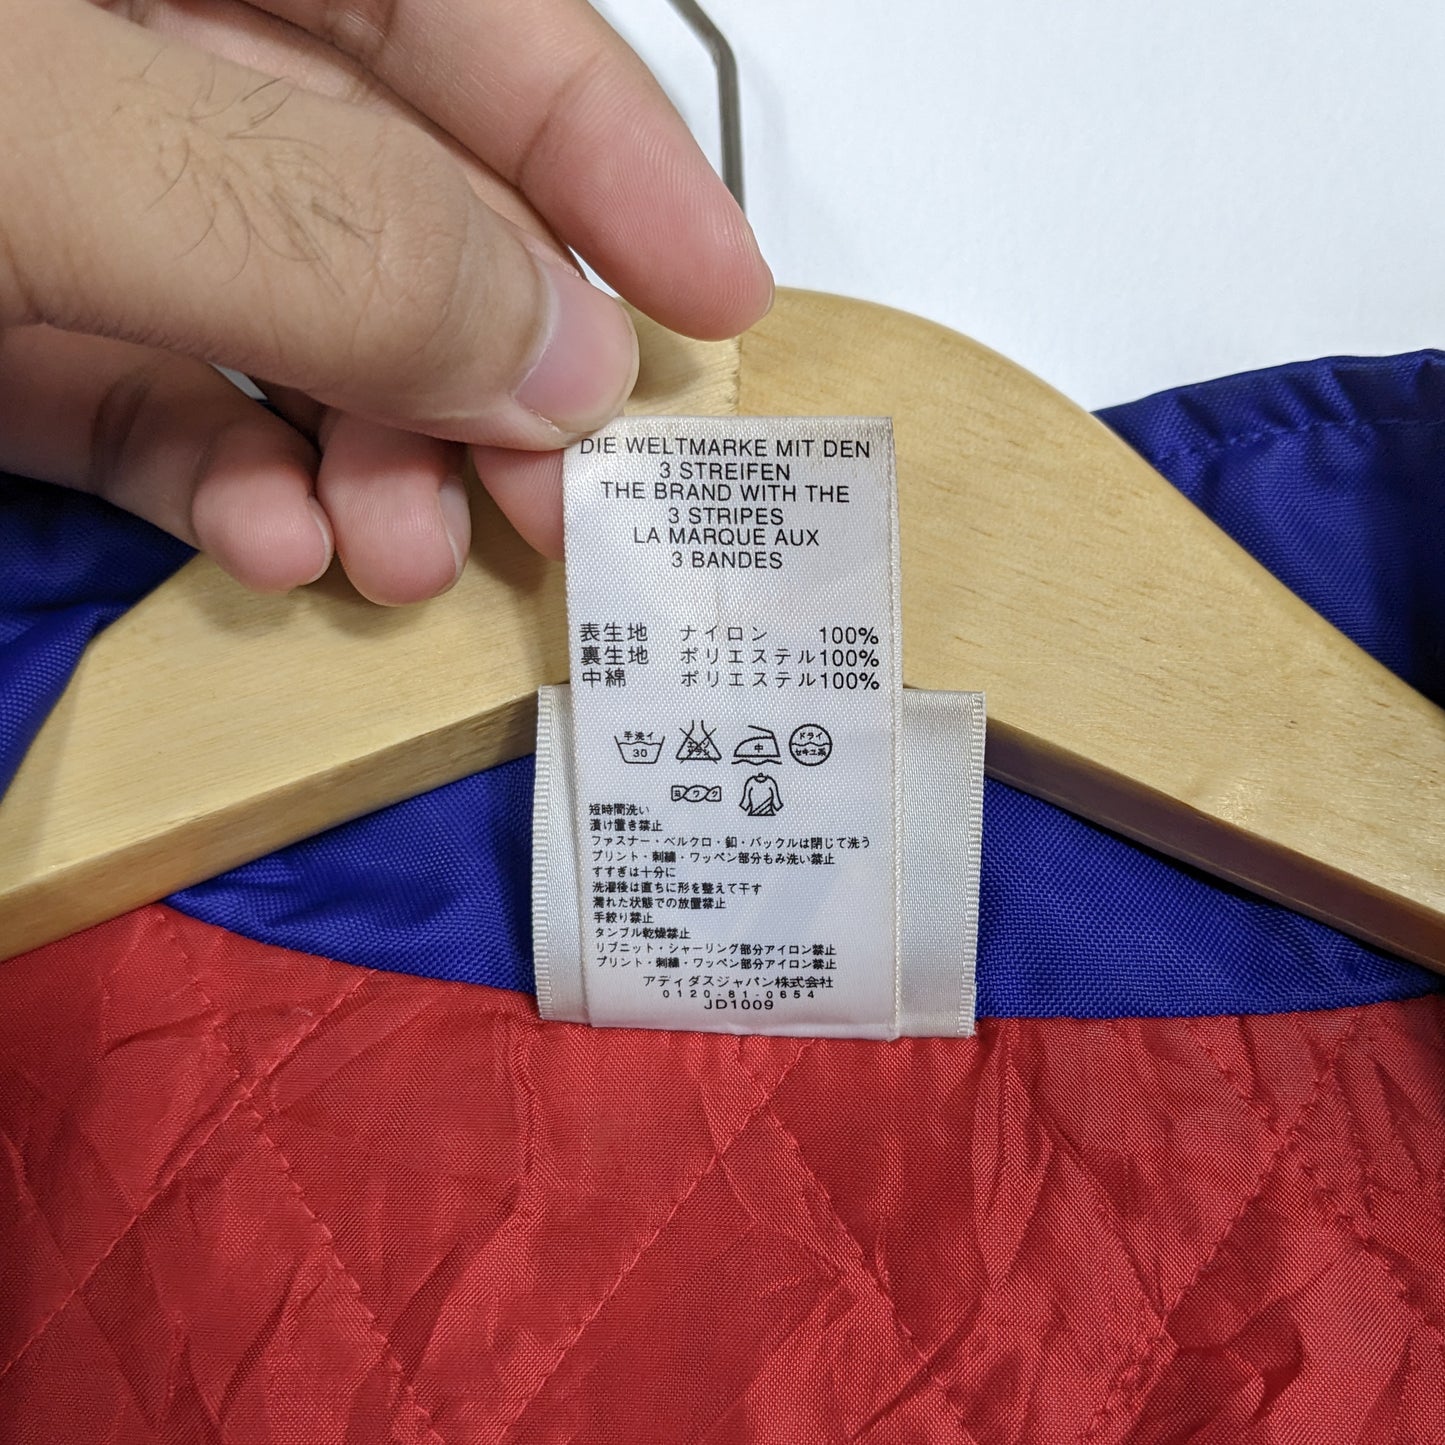 DIE WELTMARKE MIT DEN
3 STREIFEN
THE BRAND WITH THE
3 STRIPES
LA MARQUE AUX
3 BANDES
表生地 ナイロン 100%
裏生地 ポリエステル100%
中綿 ポリエステル100%
手洗イ ドライ
30 中 セキユ系
ヨワク
短時間洗い
漬け置き禁止
ファスナー・ベルクロ・釦・バックルは閉じて洗う
プリント・刺繍・ワッペン部分もみ洗い禁止
すすぎは十分に
洗濯後は直ちに形を整えて干す
濡れた状態での放置禁止
手絞り禁止
タンブル乾燥禁止
リブニット・シャーリング部分アイロン禁止
プリント・刺繍・ワッペン部分アイロン禁止
アディダスジャパン株式会社
0120-81-0654
JD1009